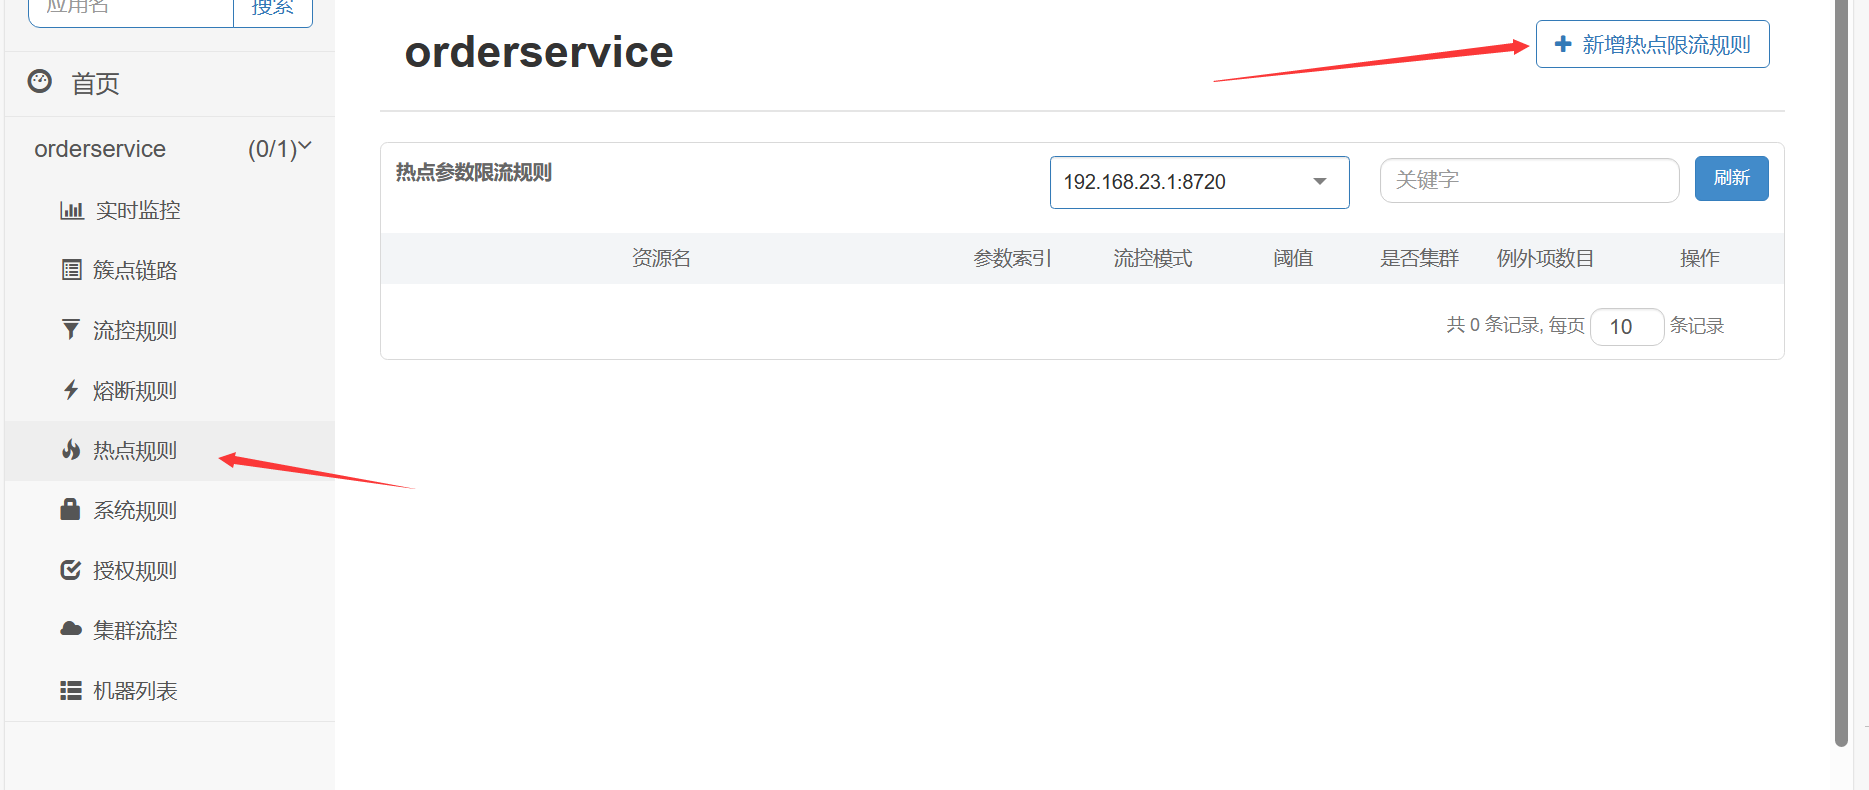 应用名 搜索
首页
orderservice (0/1)
实时监控
簇点链路
流控规则
熔断规则
热点规则
系统规则
授权规则
集群流控
机器列表
orderservice
新增热点限流规则
热点参数限流规则 192.168.23.1:8720 关键字 刷新
资源名 参数索引 流控模式 阈值 是否集群 例外项数目 操作
共 0 条记录, 每页 10 条记录